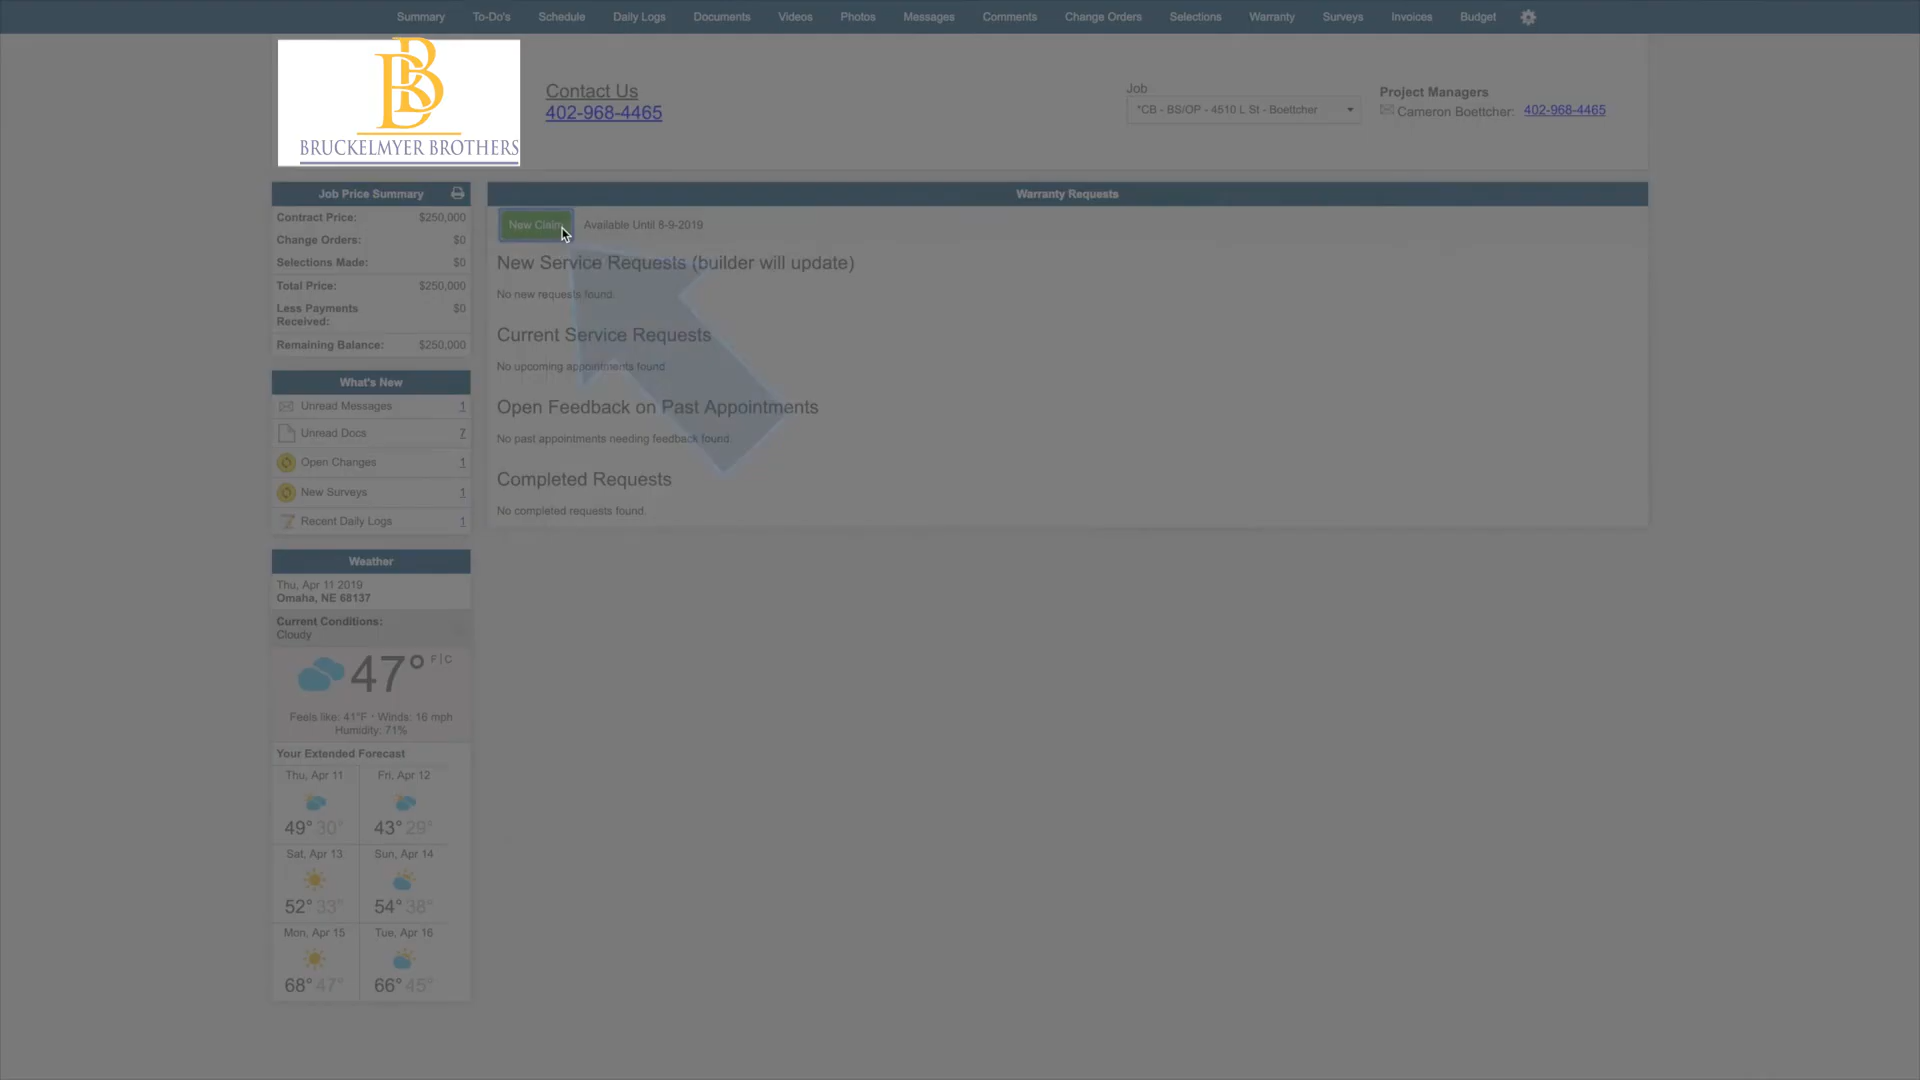 Summary To-Do's Schedule Daily Logs Documents Videos Photos Messages Comments Change Orders Selections Warranty Surveys Invoices Budget
BB
BRUCKELMYER BROTHERS
Contact Us
402-968-4465
Job
*CB - BS/OP - 4510 L St - Boettcher
Project Managers
Cameron Boettcher: 402-968-4465
Job Price Summary
Contract Price: $250,000
Change Orders: $0
Selections Made: $0
Total Price: $250,000
Less Payments $0
Received:
Remaining Balance: $250,000
What's New
Unread Messages 1
Unread Docs 7
Open Changes 1
New Surveys 1
Recent Daily Logs 1
Weather
Thu, Apr 11 2019
Omaha, NE 68137
Current Conditions:
Cloudy
47° F|C
Feels like: 41°F - Winds: 16 mph
Humidity: 71%
Your Extended Forecast
Thu, Apr 11 Fri, Apr 12
49° 30° 43° 29°
Sat, Apr 13 Sun, Apr 14
52° 33° 54° 38°
Mon, Apr 15 Tue, Apr 16
68° 47° 66° 45°
Warranty Requests
New Claim Available Until 8-9-2019
New Service Requests (builder will update)
No new requests found.
Current Service Requests
No upcoming appointments found
Open Feedback on Past Appointments
No past appointments needing feedback found.
Completed Requests
No completed requests found.